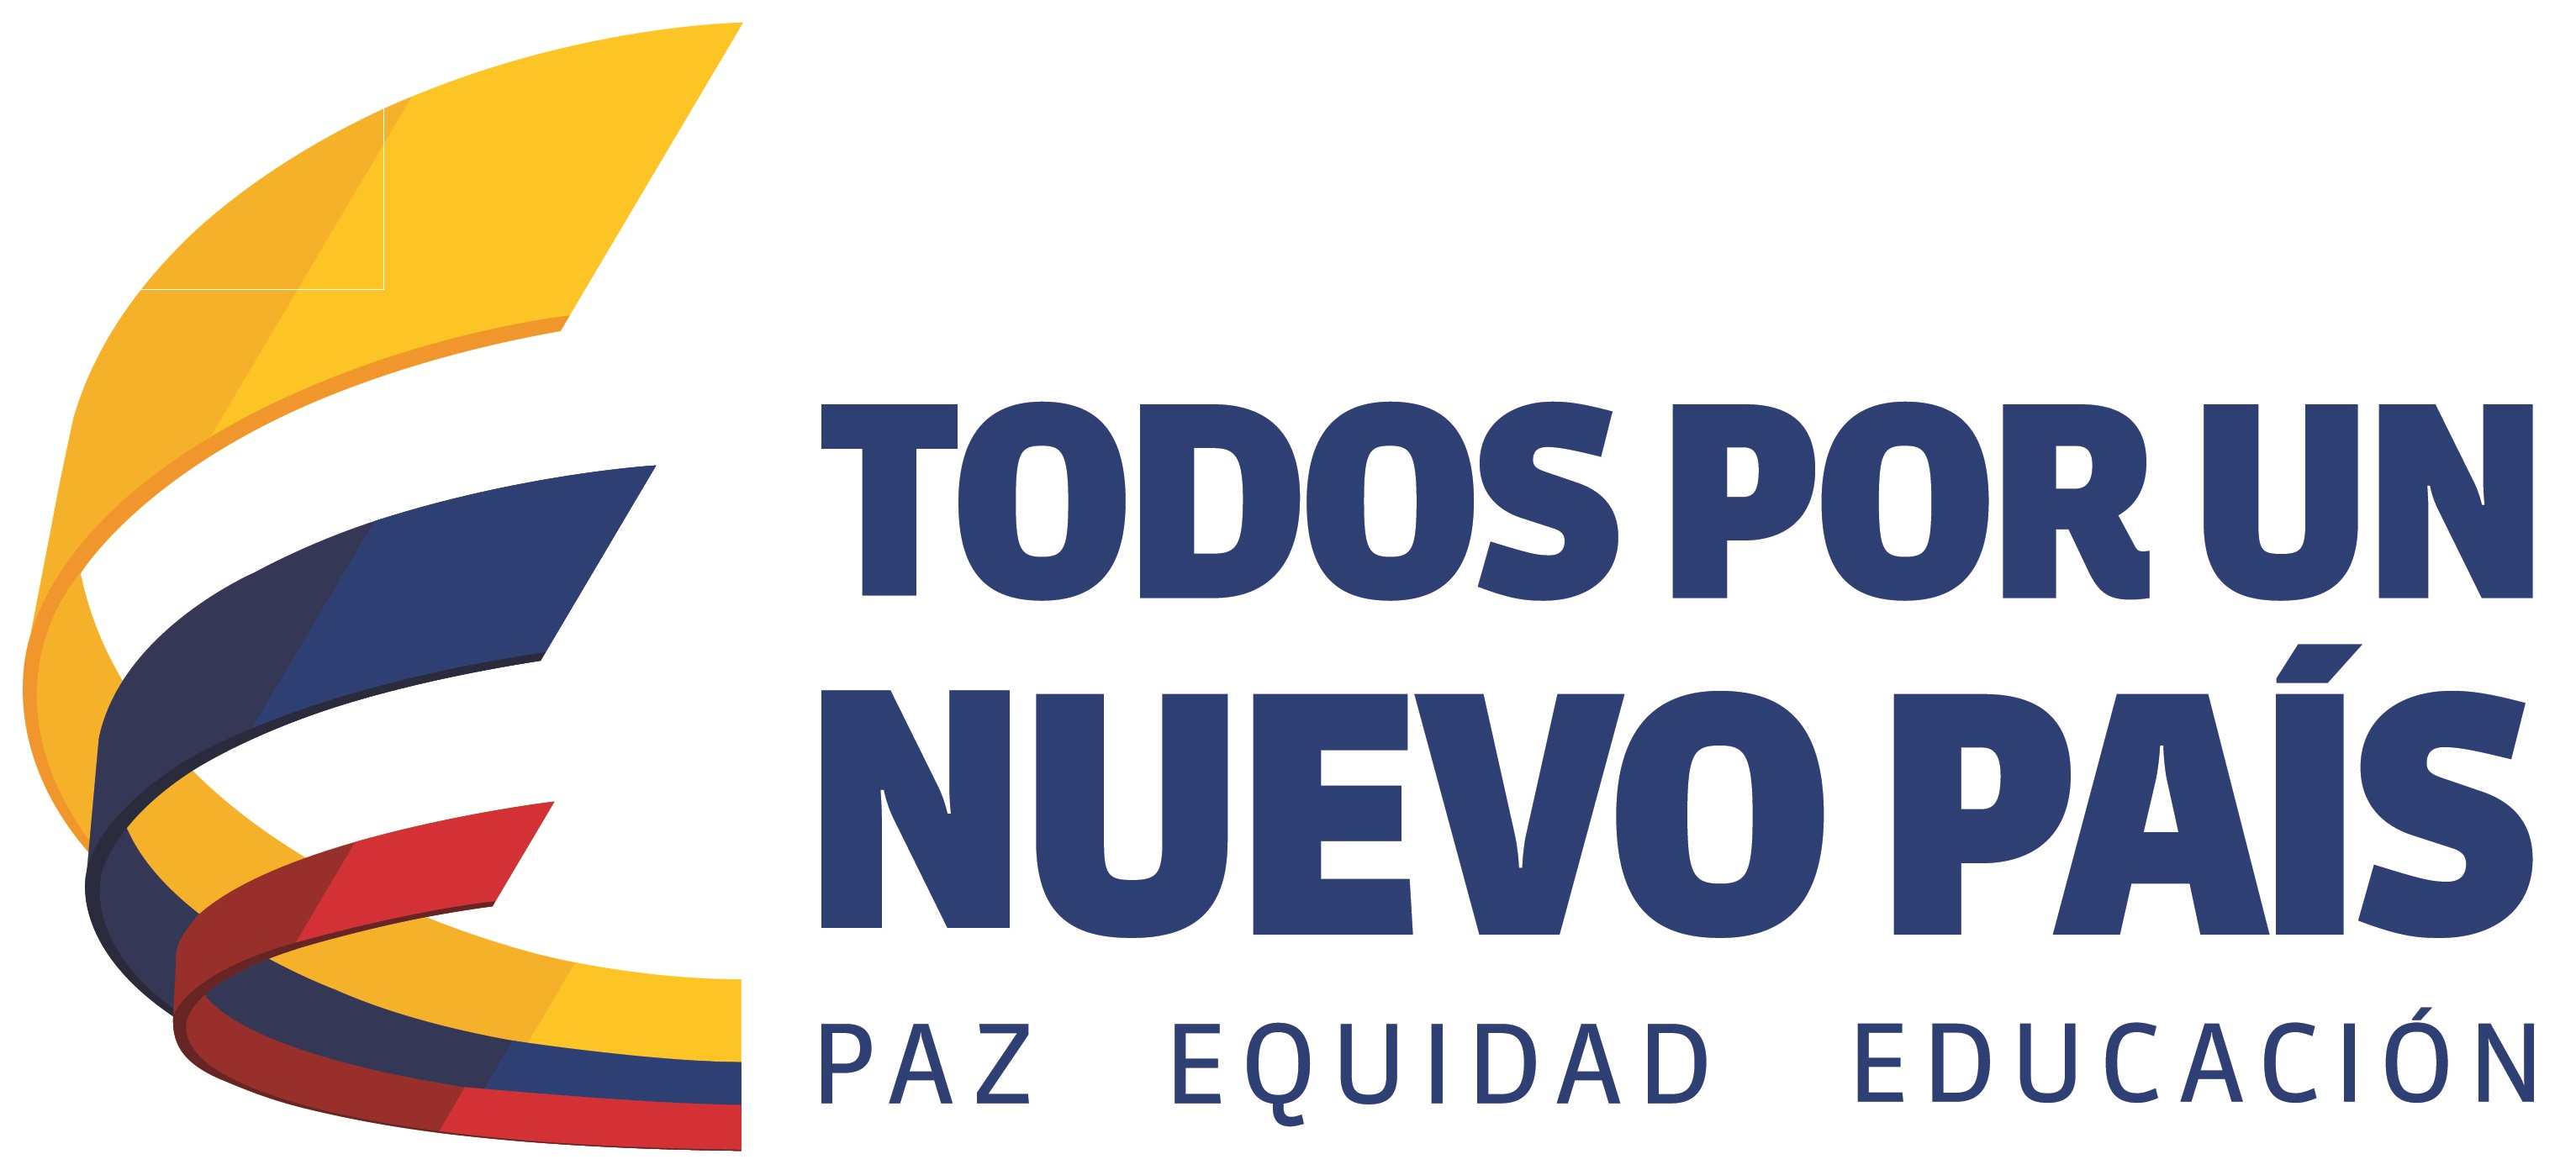 TODOS POR UN
NUEVO PAÍS
PAZ EQUIDAD EDUCACIÓN